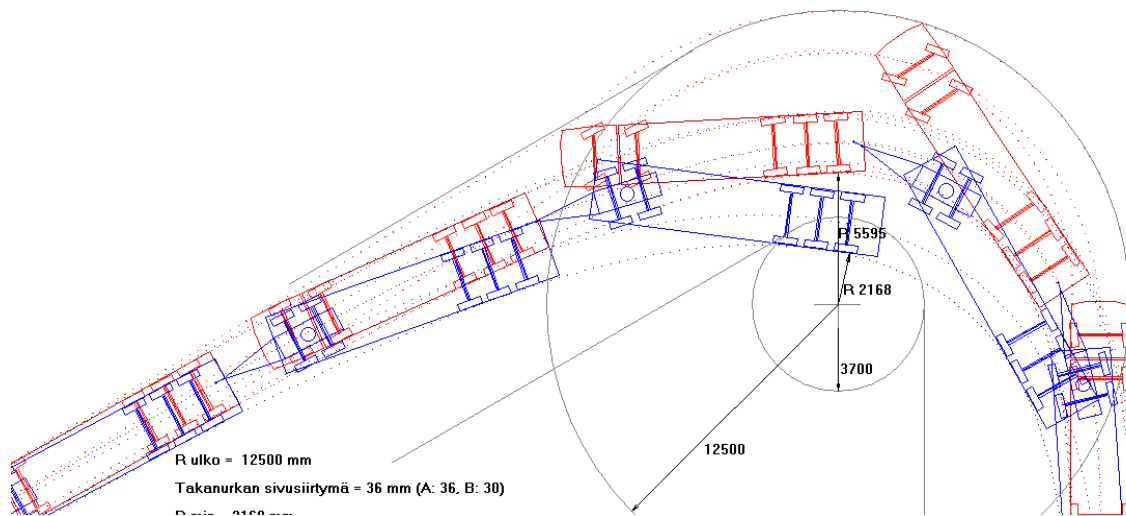 R 5595
R 2168
3700
12500
R ulko = 12500 mm
Takanurkan sivusiirtymä = 36 mm (A: 36, B: 30)